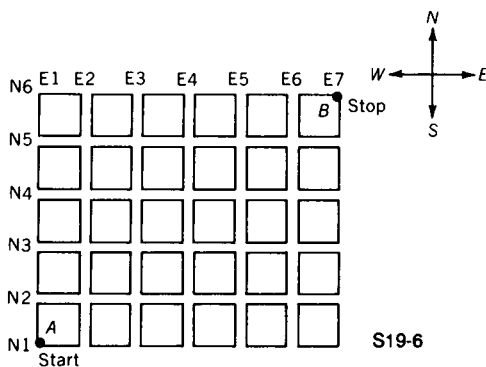 N
W E
S
E1 E2 E3 E4 E5 E6 E7
N6
B Stop
N5
N4
N3
N2
A
N1
Start
S19-6